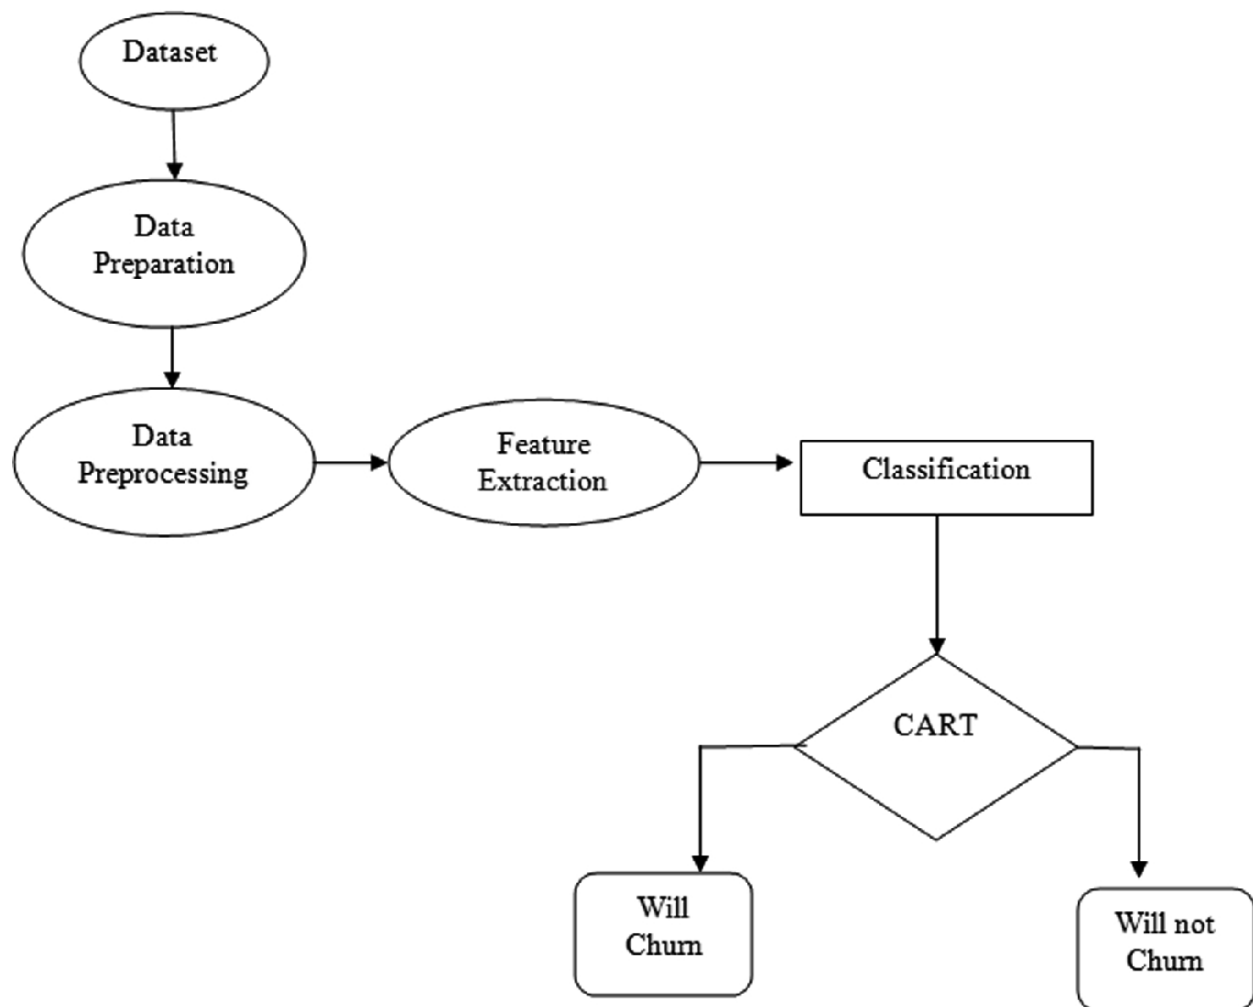 Dataset
Data
Preparation
Data
Preprocessing
Feature
Extraction
Classification
CART
Will
Churn
Will not
Churn